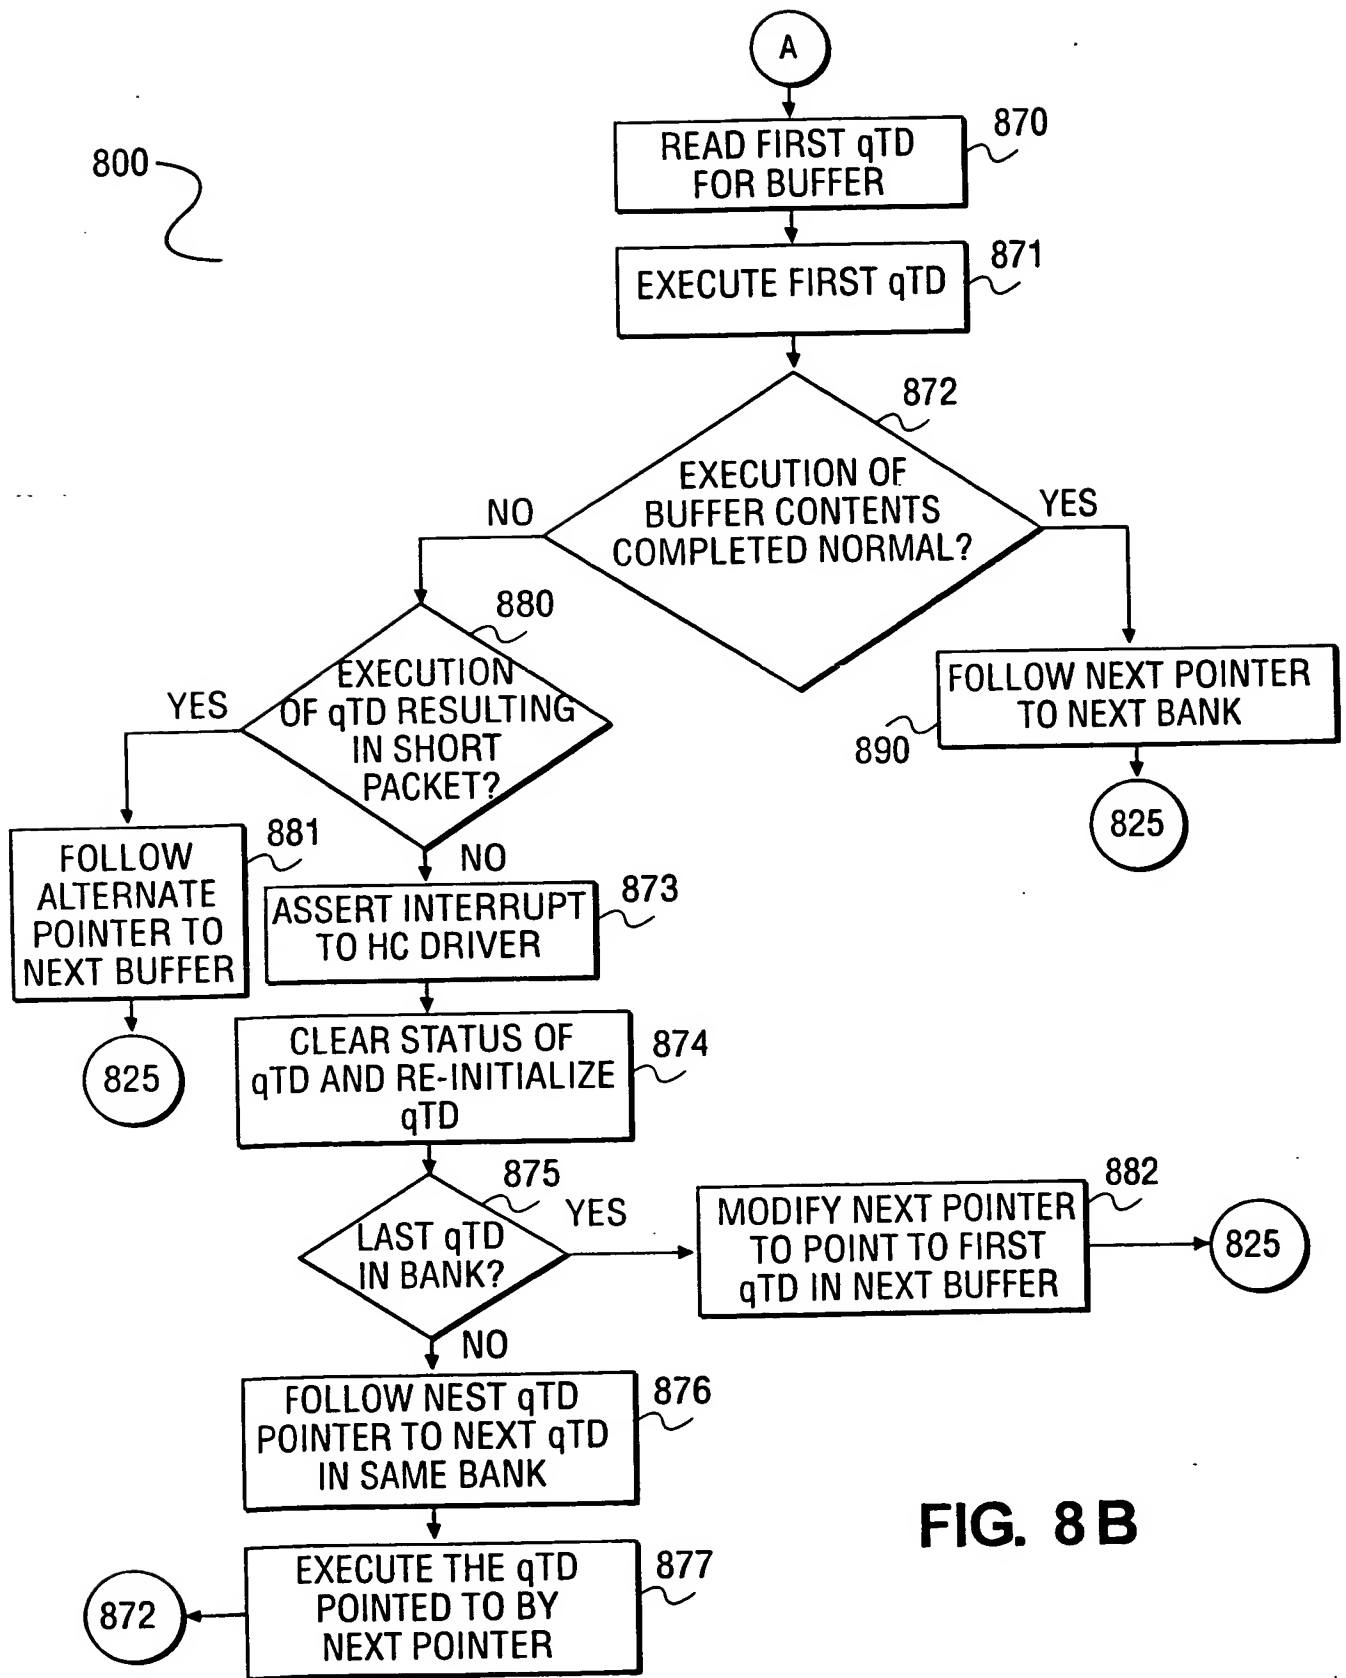 A
870
READ FIRST qTD
FOR BUFFER
800
871
EXECUTE FIRST qTD
872
EXECUTION OF
BUFFER CONTENTS
COMPLETED NORMAL?
NO
YES
880
EXECUTION
OF qTD RESULTING
IN SHORT
PACKET?
YES
FOLLOW NEXT POINTER
TO NEXT BANK
890
825
881
FOLLOW
ALTERNATE
POINTER TO
NEXT BUFFER
825
NO
873
ASSERT INTERRUPT
TO HC DRIVER
874
CLEAR STATUS OF
qTD AND RE-INITIALIZE
qTD
875
LAST qTD
IN BANK?
YES
882
MODIFY NEXT POINTER
TO POINT TO FIRST
qTD IN NEXT BUFFER
825
NO
876
FOLLOW NEST qTD
POINTER TO NEXT qTD
IN SAME BANK
877
EXECUTE THE qTD
POINTED TO BY
NEXT POINTER
872
FIG. 8B